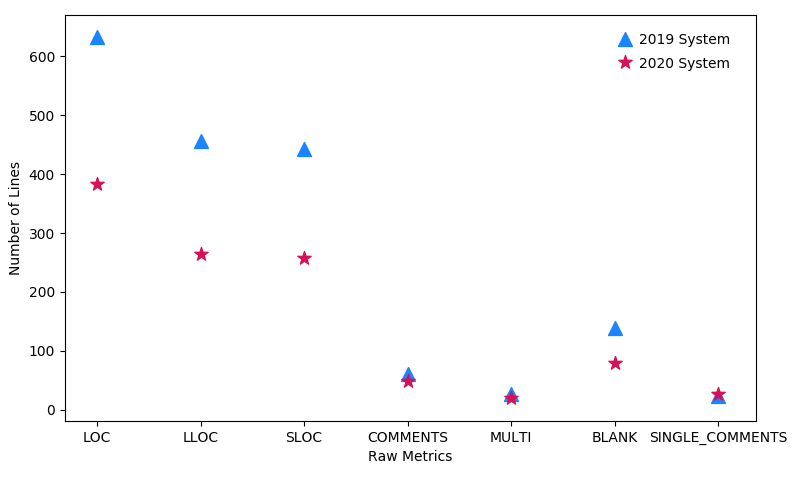 2019 System
2020 System
600
500
400
300
200
100
0
Number of Lines
LOC LLOC SLOC COMMENTS MULTI BLANK SINGLE_COMMENTS
Raw Metrics